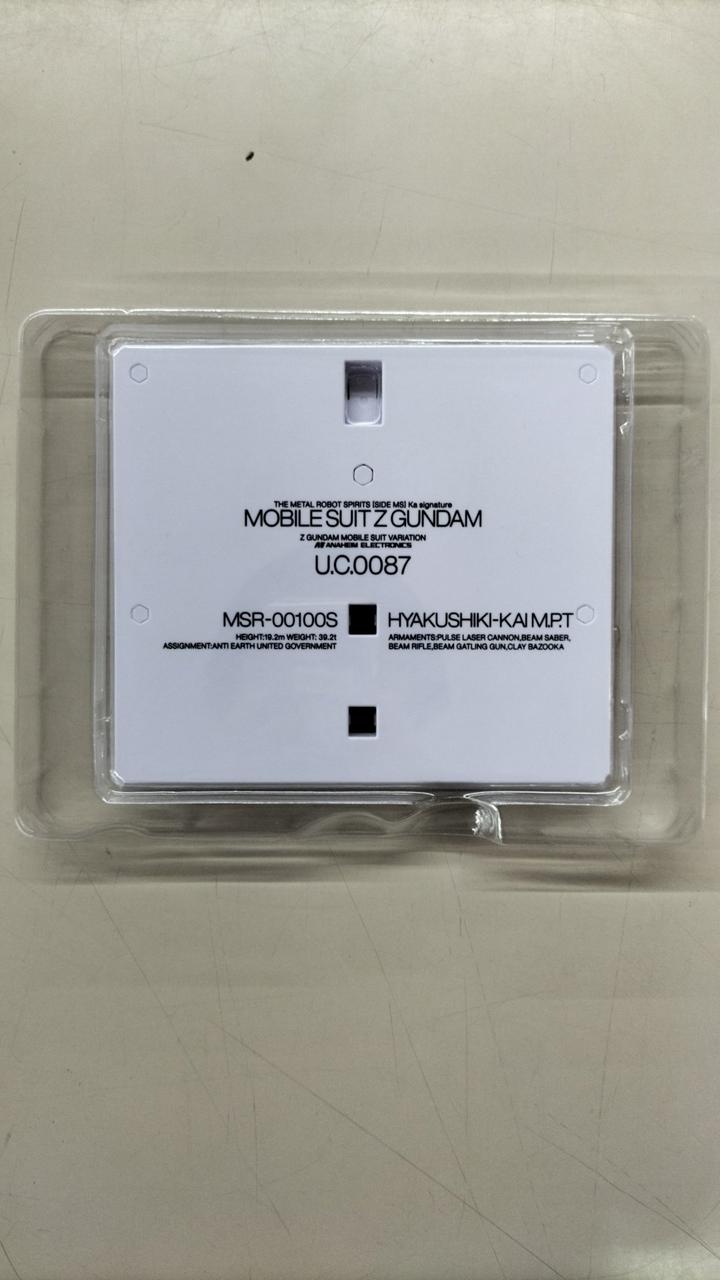 THE METAL ROBOT SPIRITS [SIDE MS] Ka signature
MOBILE SUIT Z GUNDAM
Z GUNDAM MOBILE SUIT VARIATION
AE ANAHEIM ELECTRONICS
U.C.0087
MSR-00100S
HEIGHT:19.2m WEIGHT: 39.2t
ASSIGNMENT:ANTI EARTH UNITED GOVERNMENT
HYAKUSHIKI-KAI M.P.T
ARMAMENTS:PULSE LASER CANNON,BEAM SABER,
BEAM RIFLE,BEAM GATLING GUN,CLAY BAZOOKA